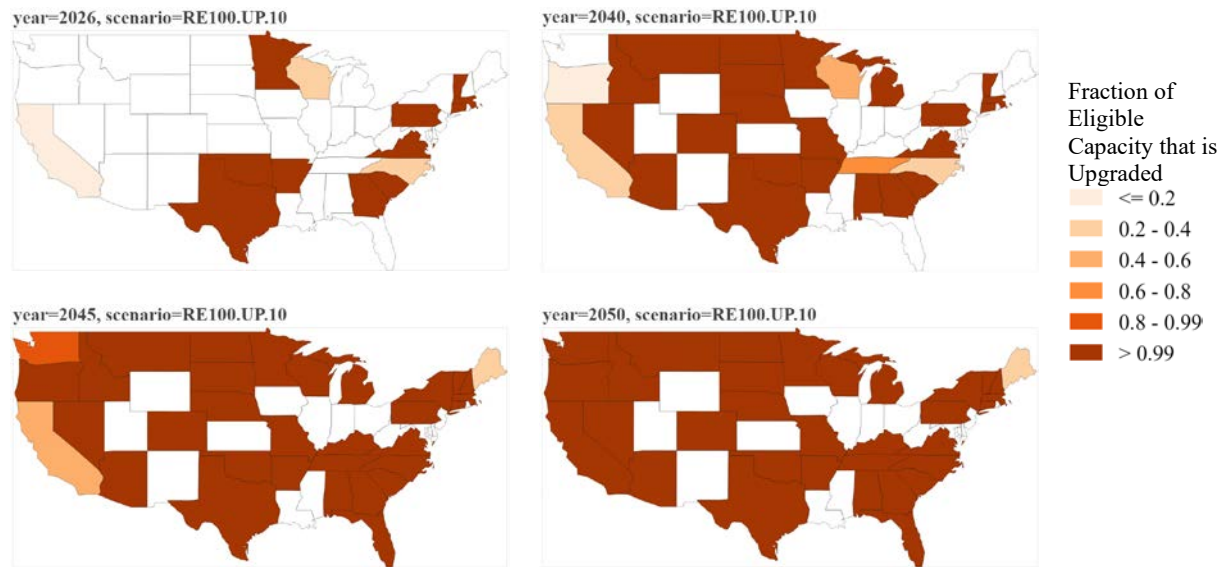 year=2026, scenario=RE100.UP.10
year=2040, scenario=RE100.UP.10
year=2045, scenario=RE100.UP.10
year=2050, scenario=RE100.UP.10
Fraction of
Eligible
Capacity that is
Upgraded
<= 0.2
0.2 - 0.4
0.4 - 0.6
0.6 - 0.8
0.8 - 0.99
> 0.99